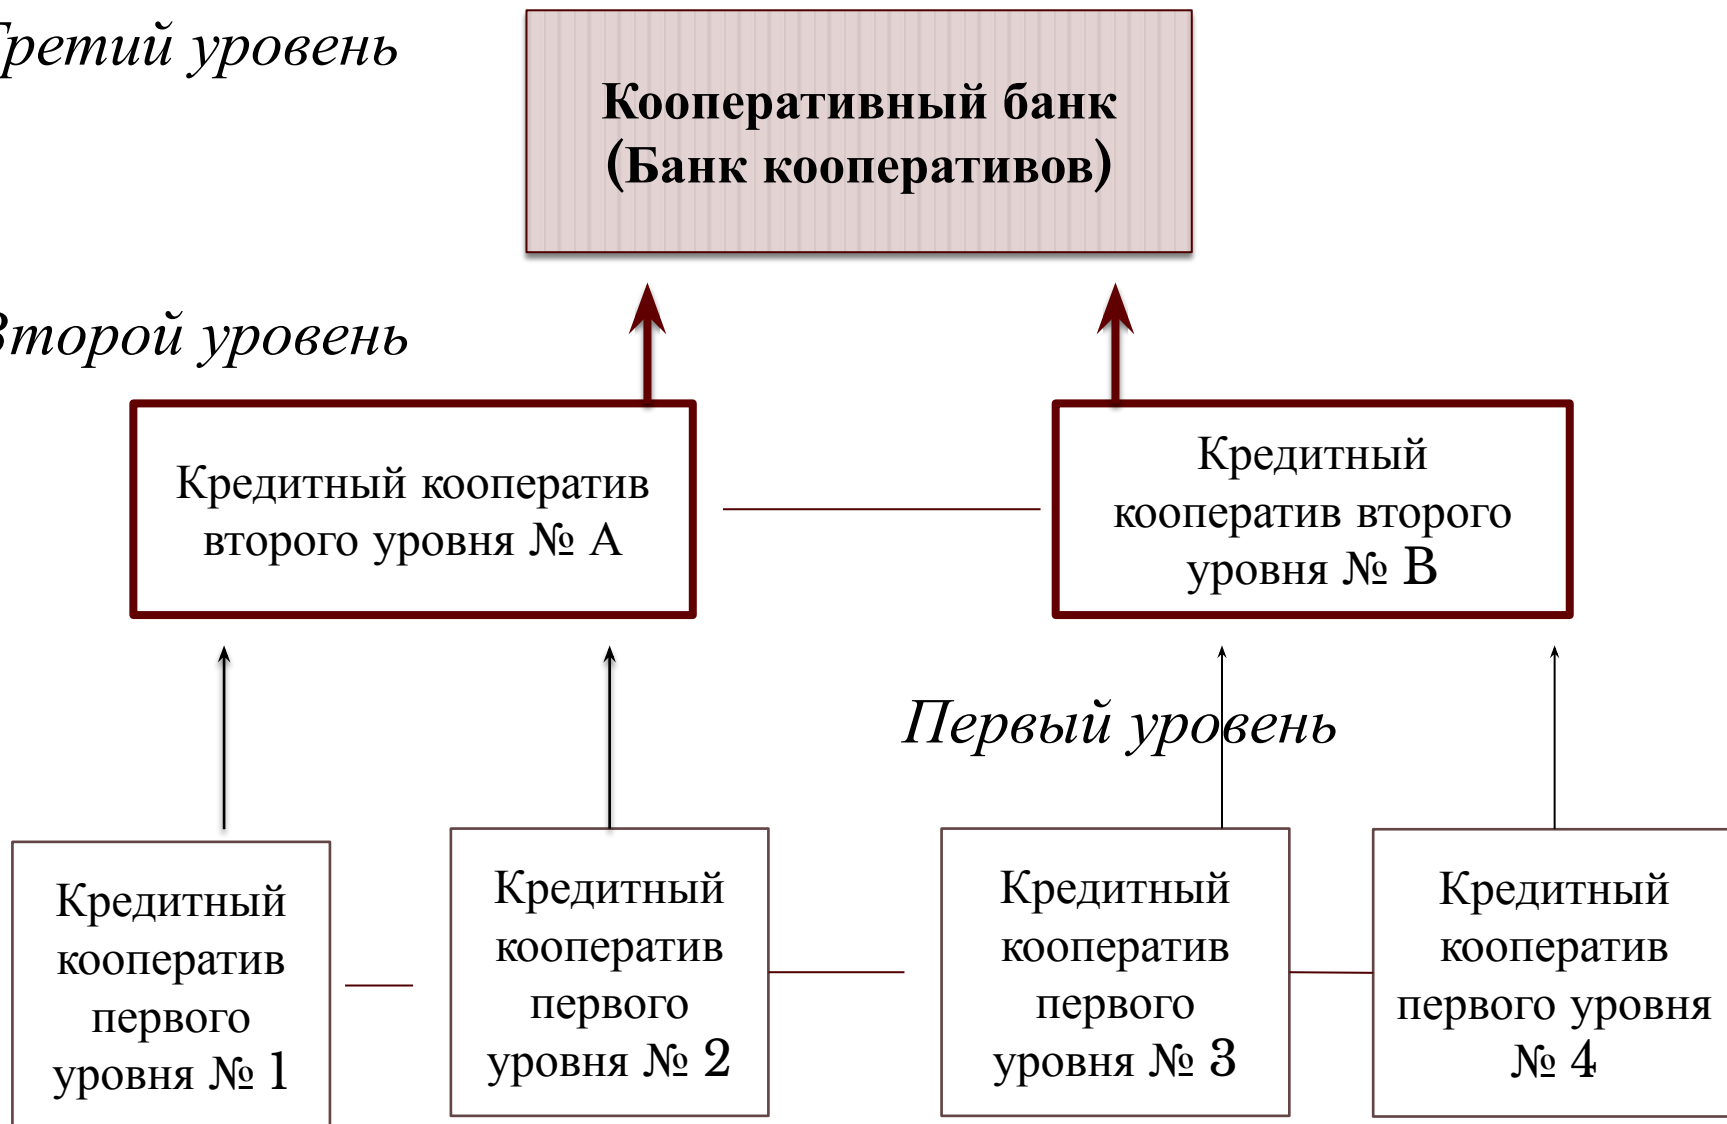 Третий уровень
Кооперативный банк
(Банк кооперативов)
Второй уровень
Кредитный кооператив
второго уровня № А
Кредитный
кооператив второго
уровня № B
Первый уровень
Кредитный
кооператив
первого
уровня № 1
Кредитный
кооператив
первого
уровня № 2
Кредитный
кооператив
первого
уровня № 3
Кредитный
кооператив
первого уровня
№ 4